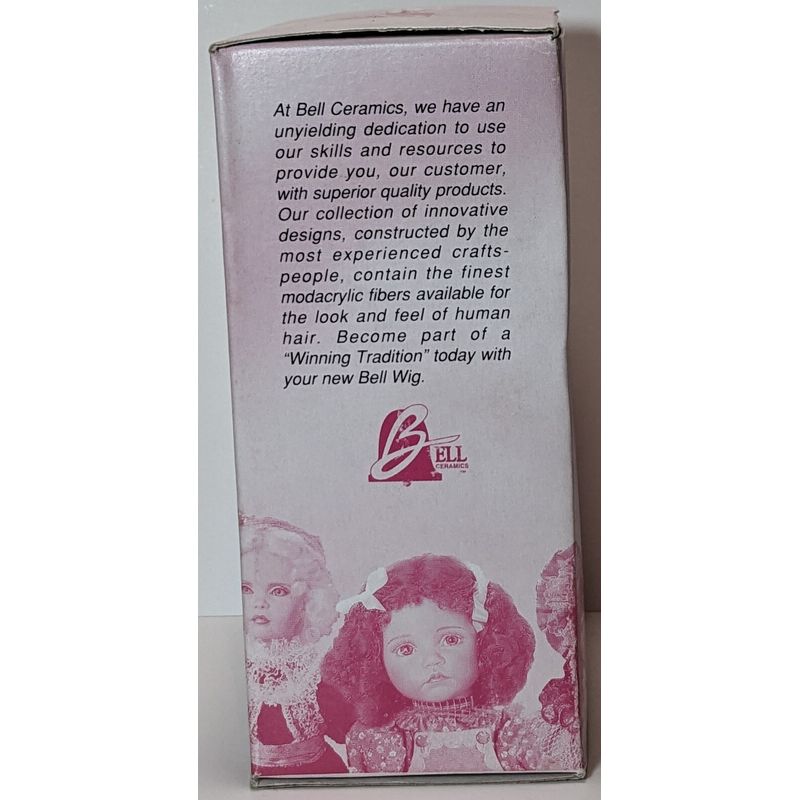 At Bell Ceramics, we have an
unyielding dedication to use
our skills and resources to
provide you, our customer,
with superior quality products.
Our collection of innovative
designs, constructed by the
most experienced crafts-
people, contain the finest
modacrylic fibers available for
the look and feel of human
hair. Become part of a
“Winning Tradition” today with
your new Bell Wig.
BELL
CERAMICS